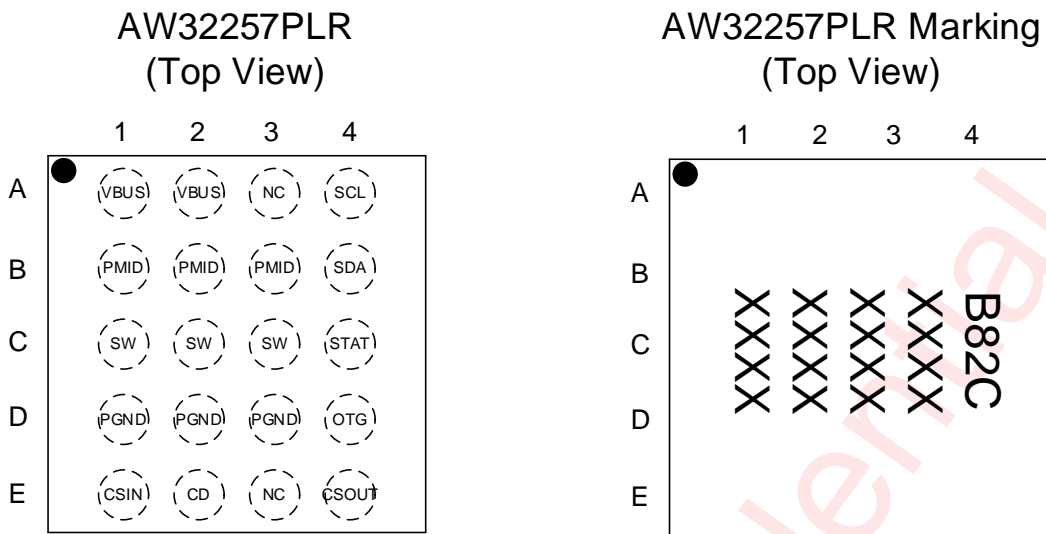 AW32257PLR
(Top View)
1 2 3 4
A VBUS VBUS NC SCL
B PMID PMID PMID SDA
C SW SW SW STAT
D PGND PGND PGND OTG
E CSIN CD NC CSOUT
AW32257PLR Marking
(Top View)
1 2 3 4
A
B
C
D
E
B82C
XXXX
XXXX
XXXX
XXXX